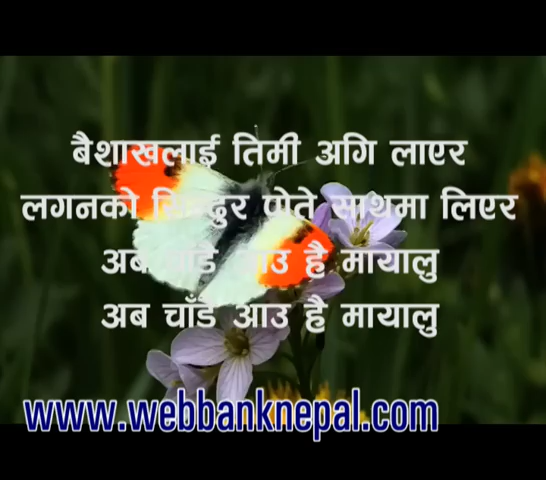 बैशाखलाई तिमी अगि लाएर
लगनको सिन्दुर पोते साथमा लिएर
अब चाँडै आउ है मायालु
अब चाँडै आउ है मायालु
www.webbanknepal.com